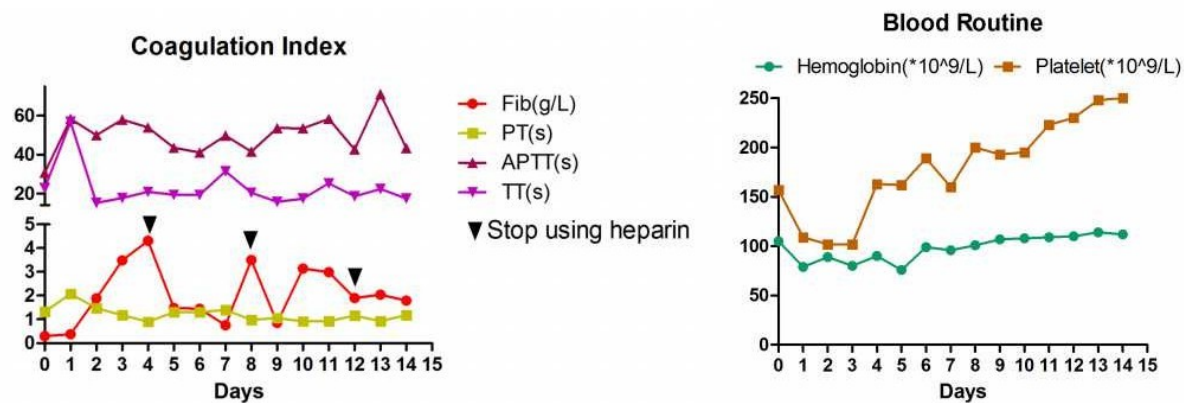 Coagulation Index
60
40
20
5
4
3
2
1
0
0 1 2 3 4 5 6 7 8 9 10 11 12 13 14 15
Days
Fib(g/L)
PT(s)
APTT(s)
TT(s)
Stop using heparin
Blood Routine
Hemoglobin(*10^9/L) Platelet(*10^9/L)
250
200
150
100
50
0
0 1 2 3 4 5 6 7 8 9 10 11 12 13 14 15
Days